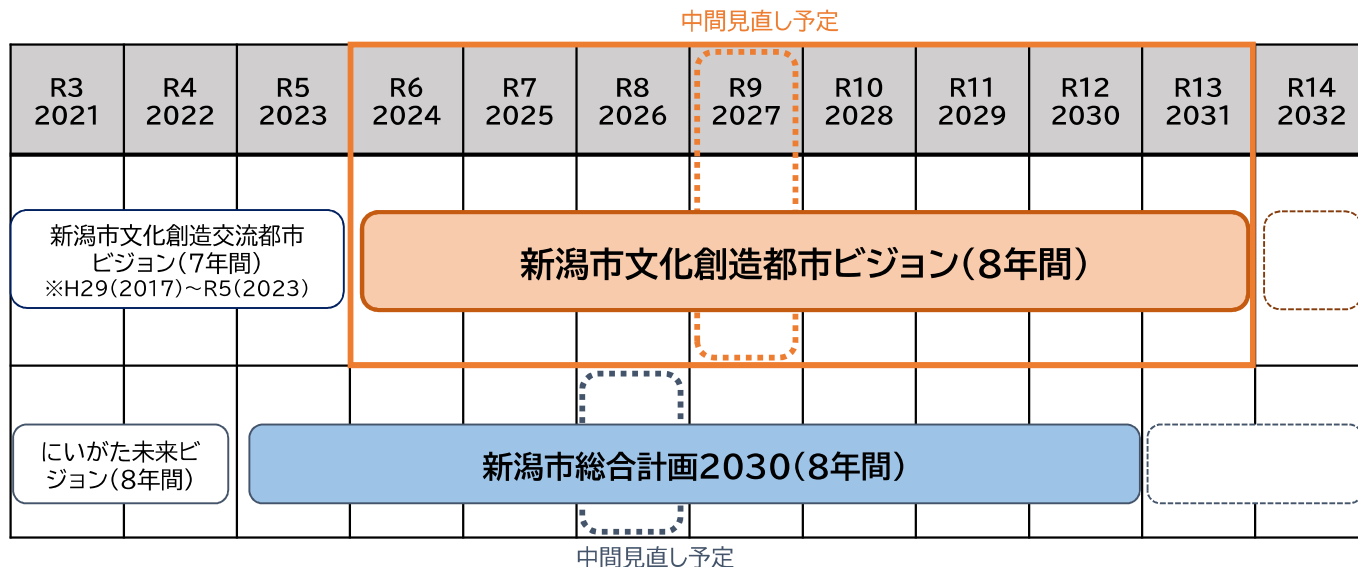 中間見直し予定
R3 R4 R5 R6 R7 R8 R9 R10 R11 R12 R13 R14
2021 2022 2023 2024 2025 2026 2027 2028 2029 2030 2031 2032
新潟市文化創造交流都市
ビジョン(7年間)
※H29(2017)~R5(2023)
新潟市文化創造都市ビジョン(8年間)
にいがた未来ビ
ジョン(8年間)
新潟市総合計画2030(8年間)
中間見直し予定